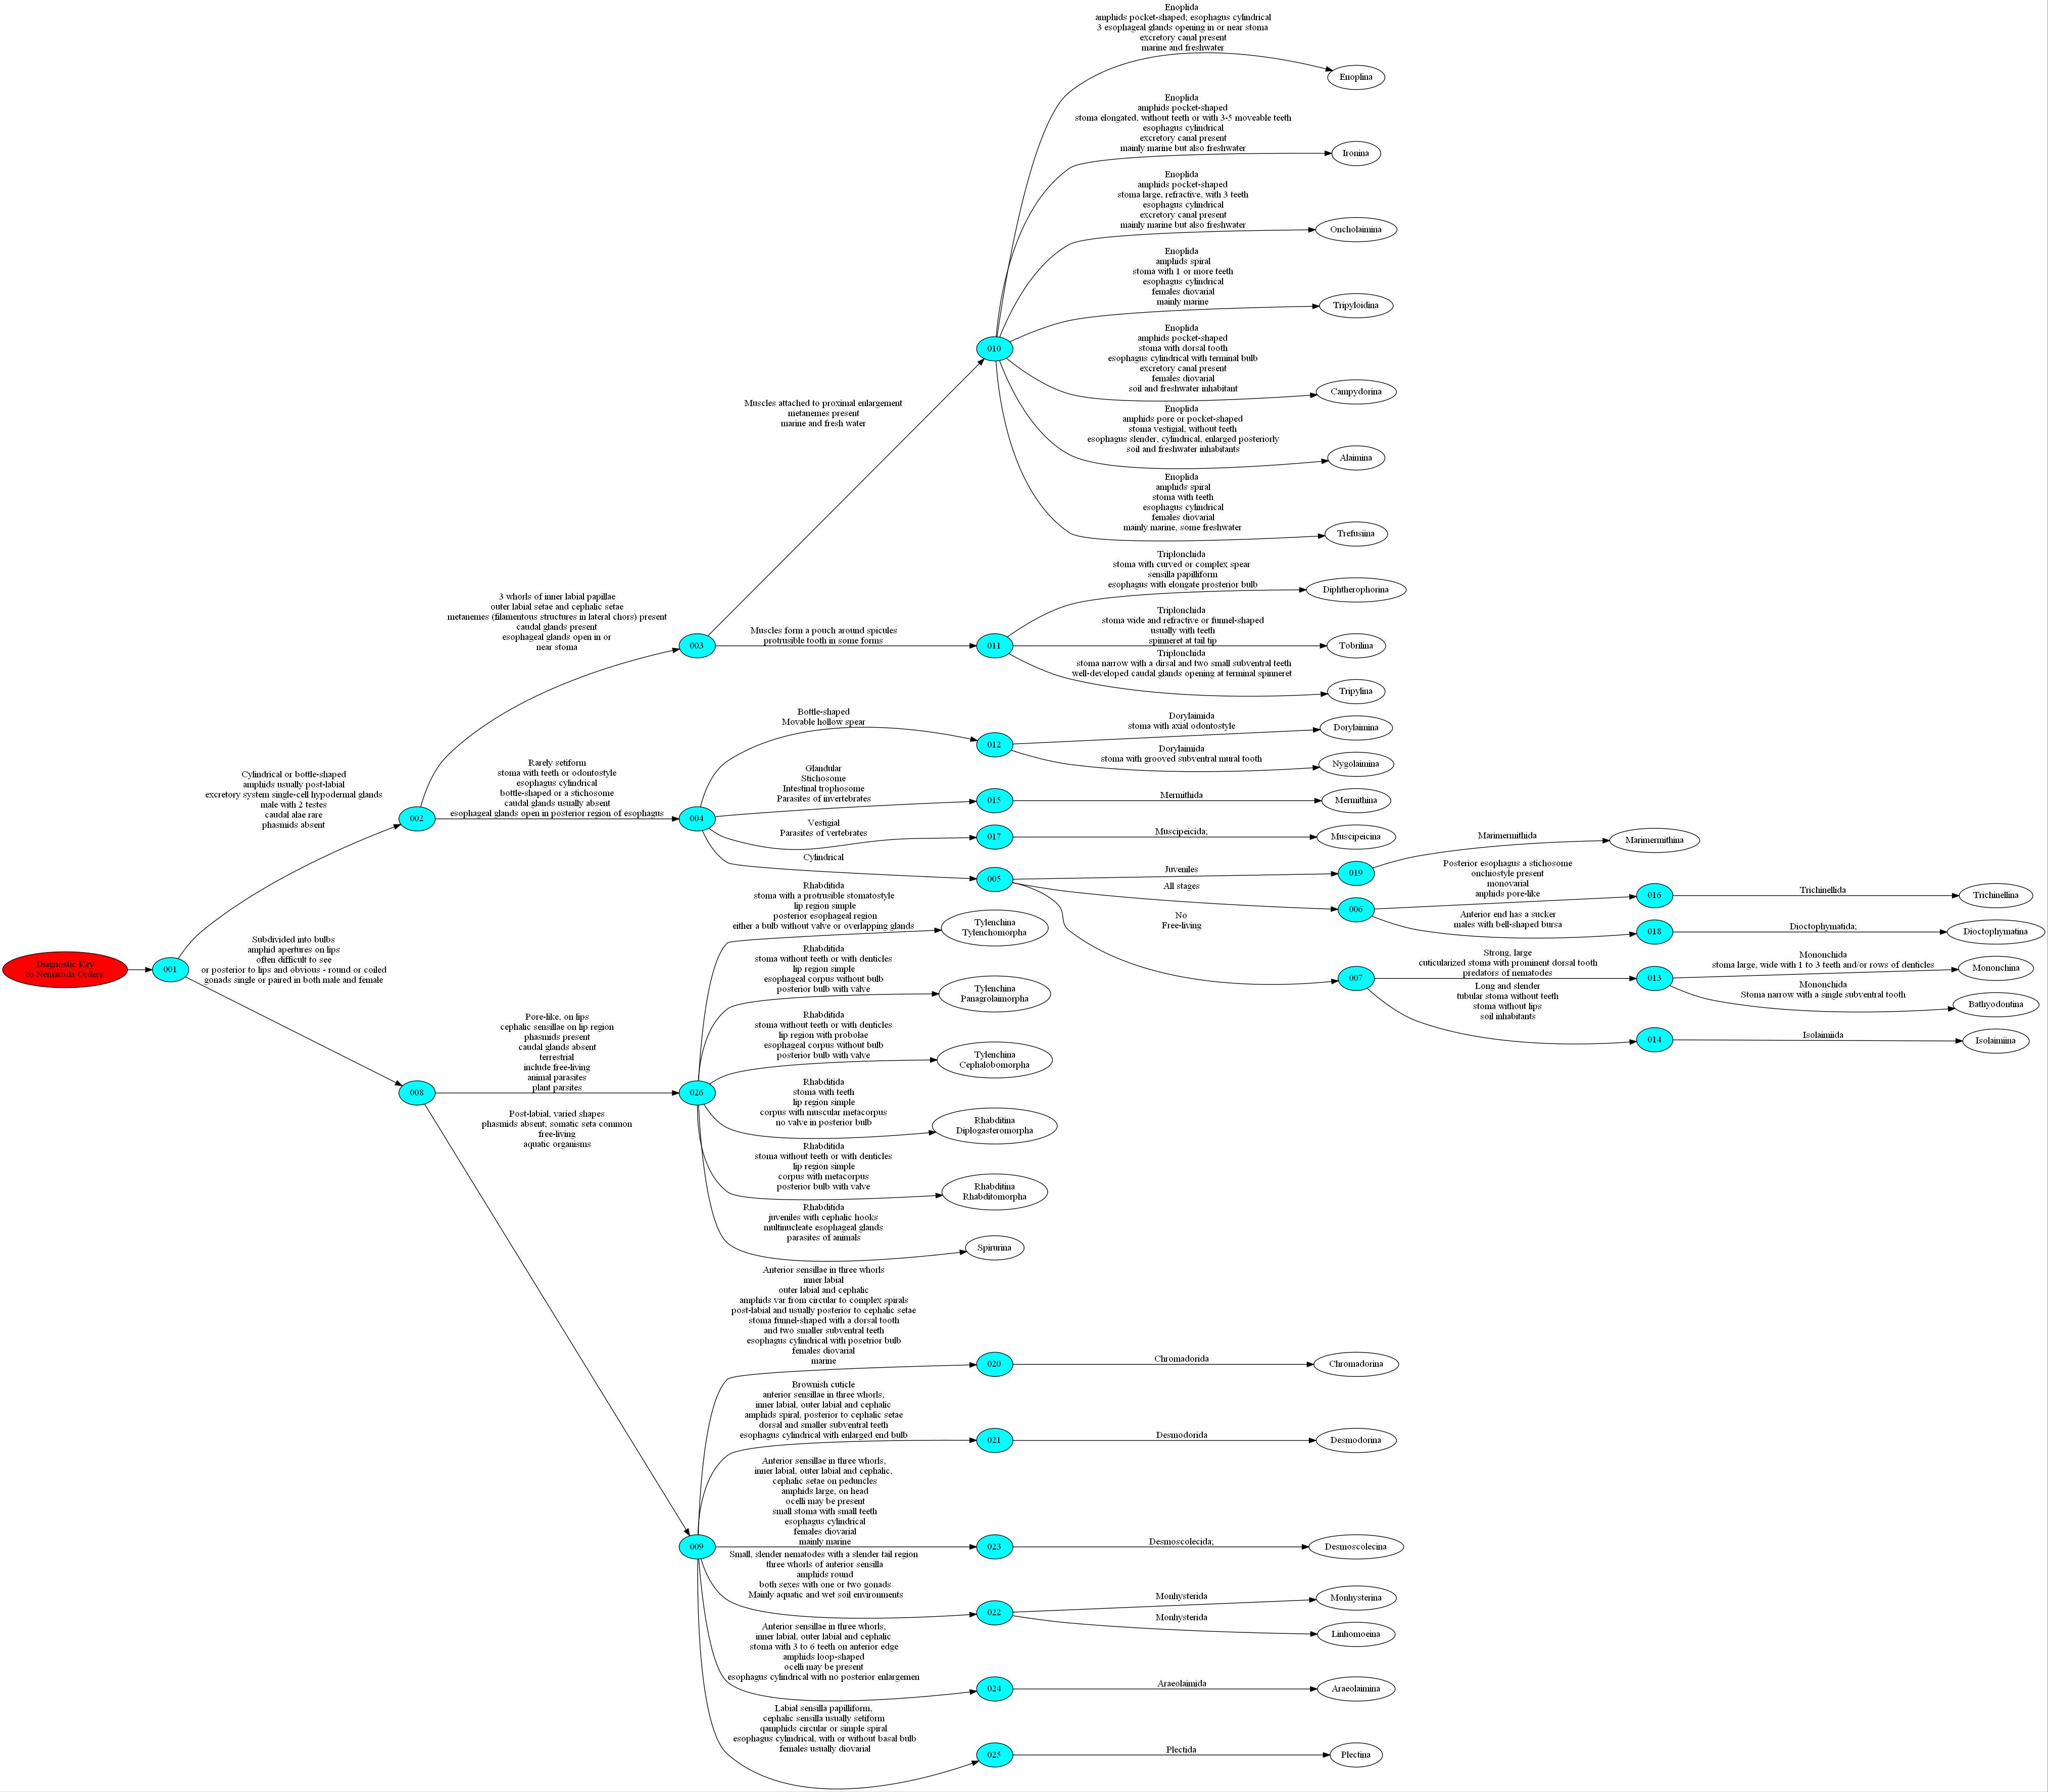 Diagnostic Key
to Nematoda Orders
001
Cylindrical or bottle-shaped
amphids usually post-labial
excretory system single-cell hypodermal glands
male with 2 testes
caudal alae rare
phasmids absent
002
Subdivided into bulbs
amphid apertures on lips
often difficult to see
or posterior to lips and obvious - round or coiled
gonads single or paired in both male and female
008
3 whorls of inner labial papillae
outer labial setae and cephalic setae
metanemes (filamentous structures in lateral chors) present
caudal glands present
esophageal glands open in or
near stoma
003
Rarely setiform
stoma with teeth or odontostyle
esophagus cylindrical
bottle-shaped or a stichosome
caudal glands usually absent
esophageal glands open in posterior region of esophagus
004
Muscles attached to proximal enlargement
metanemes present
marine and fresh water
010
Muscles form a pouch around spicules
protrusible tooth in some forms
011
Enoplida
amphids pocket-shaped; esophagus cylindrical
3 esophageal glands opening in or near stoma
excretory canal present
marine and freshwater
Enoplina
Enoplida
amphids pocket-shaped
stoma elongated, without teeth or with 3-5 moveable teeth
esophagus cylindrical
excretory canal present
mainly marine but also freshwater
Ironina
Enoplida
amphids pocket-shaped
stoma large, refractive, with 3 teeth
esophagus cylindrical
excretory canal present
mainly marine but also freshwater
Oncholaimina
Enoplida
amphids spiral
stoma with 1 or more teeth
esophagus cylindrical
females diovarial
mainly marine
Tripyloidina
Enoplida
amphids pocket-shaped
stoma with dorsal tooth
esophagus cylindrical with terminal bulb
excretory canal present
females diovarial
soil and freshwater inhabitant
Campydorina
Enoplida
amphids pore or pocket-shaped
stoma vestigial, without teeth
esophagus slender, cylindrical, enlarged posteriorly
soil and freshwater inhabitants
Alaimina
Enoplida
amphids spiral
stoma with teeth
esophagus cylindrical
females diovarial
mainly marine, some freshwater
Trefusiina
Triplonchida
stoma with curved or complex spear
sensilla papilliform
esophagus with elongate prosterior bulb
Diphtherophorina
Triplonchida
stoma wide and refractive or funnel-shaped
usually with teeth
spinneret at tail tip
Tobrilina
Triplonchida
stoma narrow with a dirsal and two small subventral teeth
well-developed caudal glands opening at terminal spinneret
Tripylina
Bottle-shaped
Movable hollow spear
012
Dorylaimida
stoma with axial odontostyle
Dorylaimina
Dorylaimida
stoma with grooved subventral mural tooth
Nygolaimina
Glandular
Stichosome
Intestinal trophosome
Parasites of invertebrates
015
Mermithida
Mermithina
Vestigial
Parasites of vertebrates
017
Muscipeicida;
Muscipeicina
Cylindrical
005
Juveniles
019
Marimermithida
Marimermithina
All stages
006
Posterior esophagus a stichosome
onchiostyle present
monovarial
anphids pore-like
016
Trichinellida
Trichinellina
Anterior end has a sucker
males with bell-shaped bursa
018
Dioctophymatida;
Dioctophymatina
No
Free-living
007
Strong, large
cuticularized stoma with prominent dorsal tooth
predators of nematodes
013
Mononchida
stoma large, wide with 1 to 3 teeth and/or rows of denticles
Mononchina
Mononchida
Stoma narrow with a single subventral tooth
Bathyodontina
Long and slender
tubular stoma without teeth
stoma without lips
soil inhabitants
014
Isolaimiida
Isolaimiina
Pore-like, on lips
cephalic sensillae on lip region
phasmids present
caudal glands absent
terrestrial
include free-living
animal parasites
plant parsites
026
Post-labial, varied shapes
phasmids absent; somatic seta common
free-living
aquatic organisms
009
Rhabditida
stoma with a protrusible stomatostyle
lip region simple
posterior esophageal region
either a bulb without valve or overlapping glands
Tylenchina
Tylenchomorpha
Rhabditida
stoma without teeth or with denticles
lip region simple
esophageal corpus without bulb
posterior bulb with valve
Tylenchina
Panagrolaimorpha
Rhabditida
stoma without teeth or with denticles
lip region with probolae
esophageal corpus without bulb
posterior bulb with valve
Tylenchina
Cephalobomorpha
Rhabditida
stoma with teeth
lip region simple
corpus with muscular metacorpus
no valve in posterior bulb
Rhabditina
Diplogasteromorpha
Rhabditida
stoma without teeth or with denticles
lip region simple
corpus with metacorpus
posterior bulb with valve
Rhabditina
Rhabditomorpha
Rhabditida
juveniles with cephalic hooks
multinucleate esophageal glands
parasites of animals
Spirurina
Anterior sensillae in three whorls
inner labial
outer labial and cephalic
amphids var from circular to complex spirals
post-labial and usually posterior to cephalic setae
stoma funnel-shaped with a dorsal tooth
and two smaller subventral teeth
esophagus cylindrical with posetrior bulb
females diovarial
marine
020
Chromadorida
Chromadorina
Brownish cuticle
anterior sensillae in three whorls,
inner labial, outer labial and cephalic
amphids spiral, posterior to cephalic setae
dorsal and smaller subventral teeth
esophagus cylindrical with enlarged end bulb
021
Desmodorida
Desmodorina
Anterior sensillae in three whorls,
inner labial, outer labial and cephalic,
cephalic setae on peduncles
amphids large, on head
ocelli may be present
small stoma with small teeth
esophagus cylindrical
females diovarial
mainly marine
023
Desmoscolecida;
Desmoscolecina
Small, slender nematodes with a slender tail region
three whorls of anterior sensilla
amphids round
both sexes with one or two gonads
Mainly aquatic and wet soil environments
022
Monhysterida
Monhysterina
Monhysterida
Linhomoeina
Anterior sensillae in three whorls,
inner labial, outer labial and cephalic
stoma with 3 to 6 teeth on anterior edge
amphids loop-shaped
ocelli may be present
esophagus cylindrical with no posterior enlargemen
024
Araeolaimida
Araeolaimina
Labial sensilla papilliform,
cephalic sensilla usually setiform
qamphids circular or simple spiral
esophagus cylindrical, with or without basal bulb
females usually diovarial
025
Plectida
Plectina